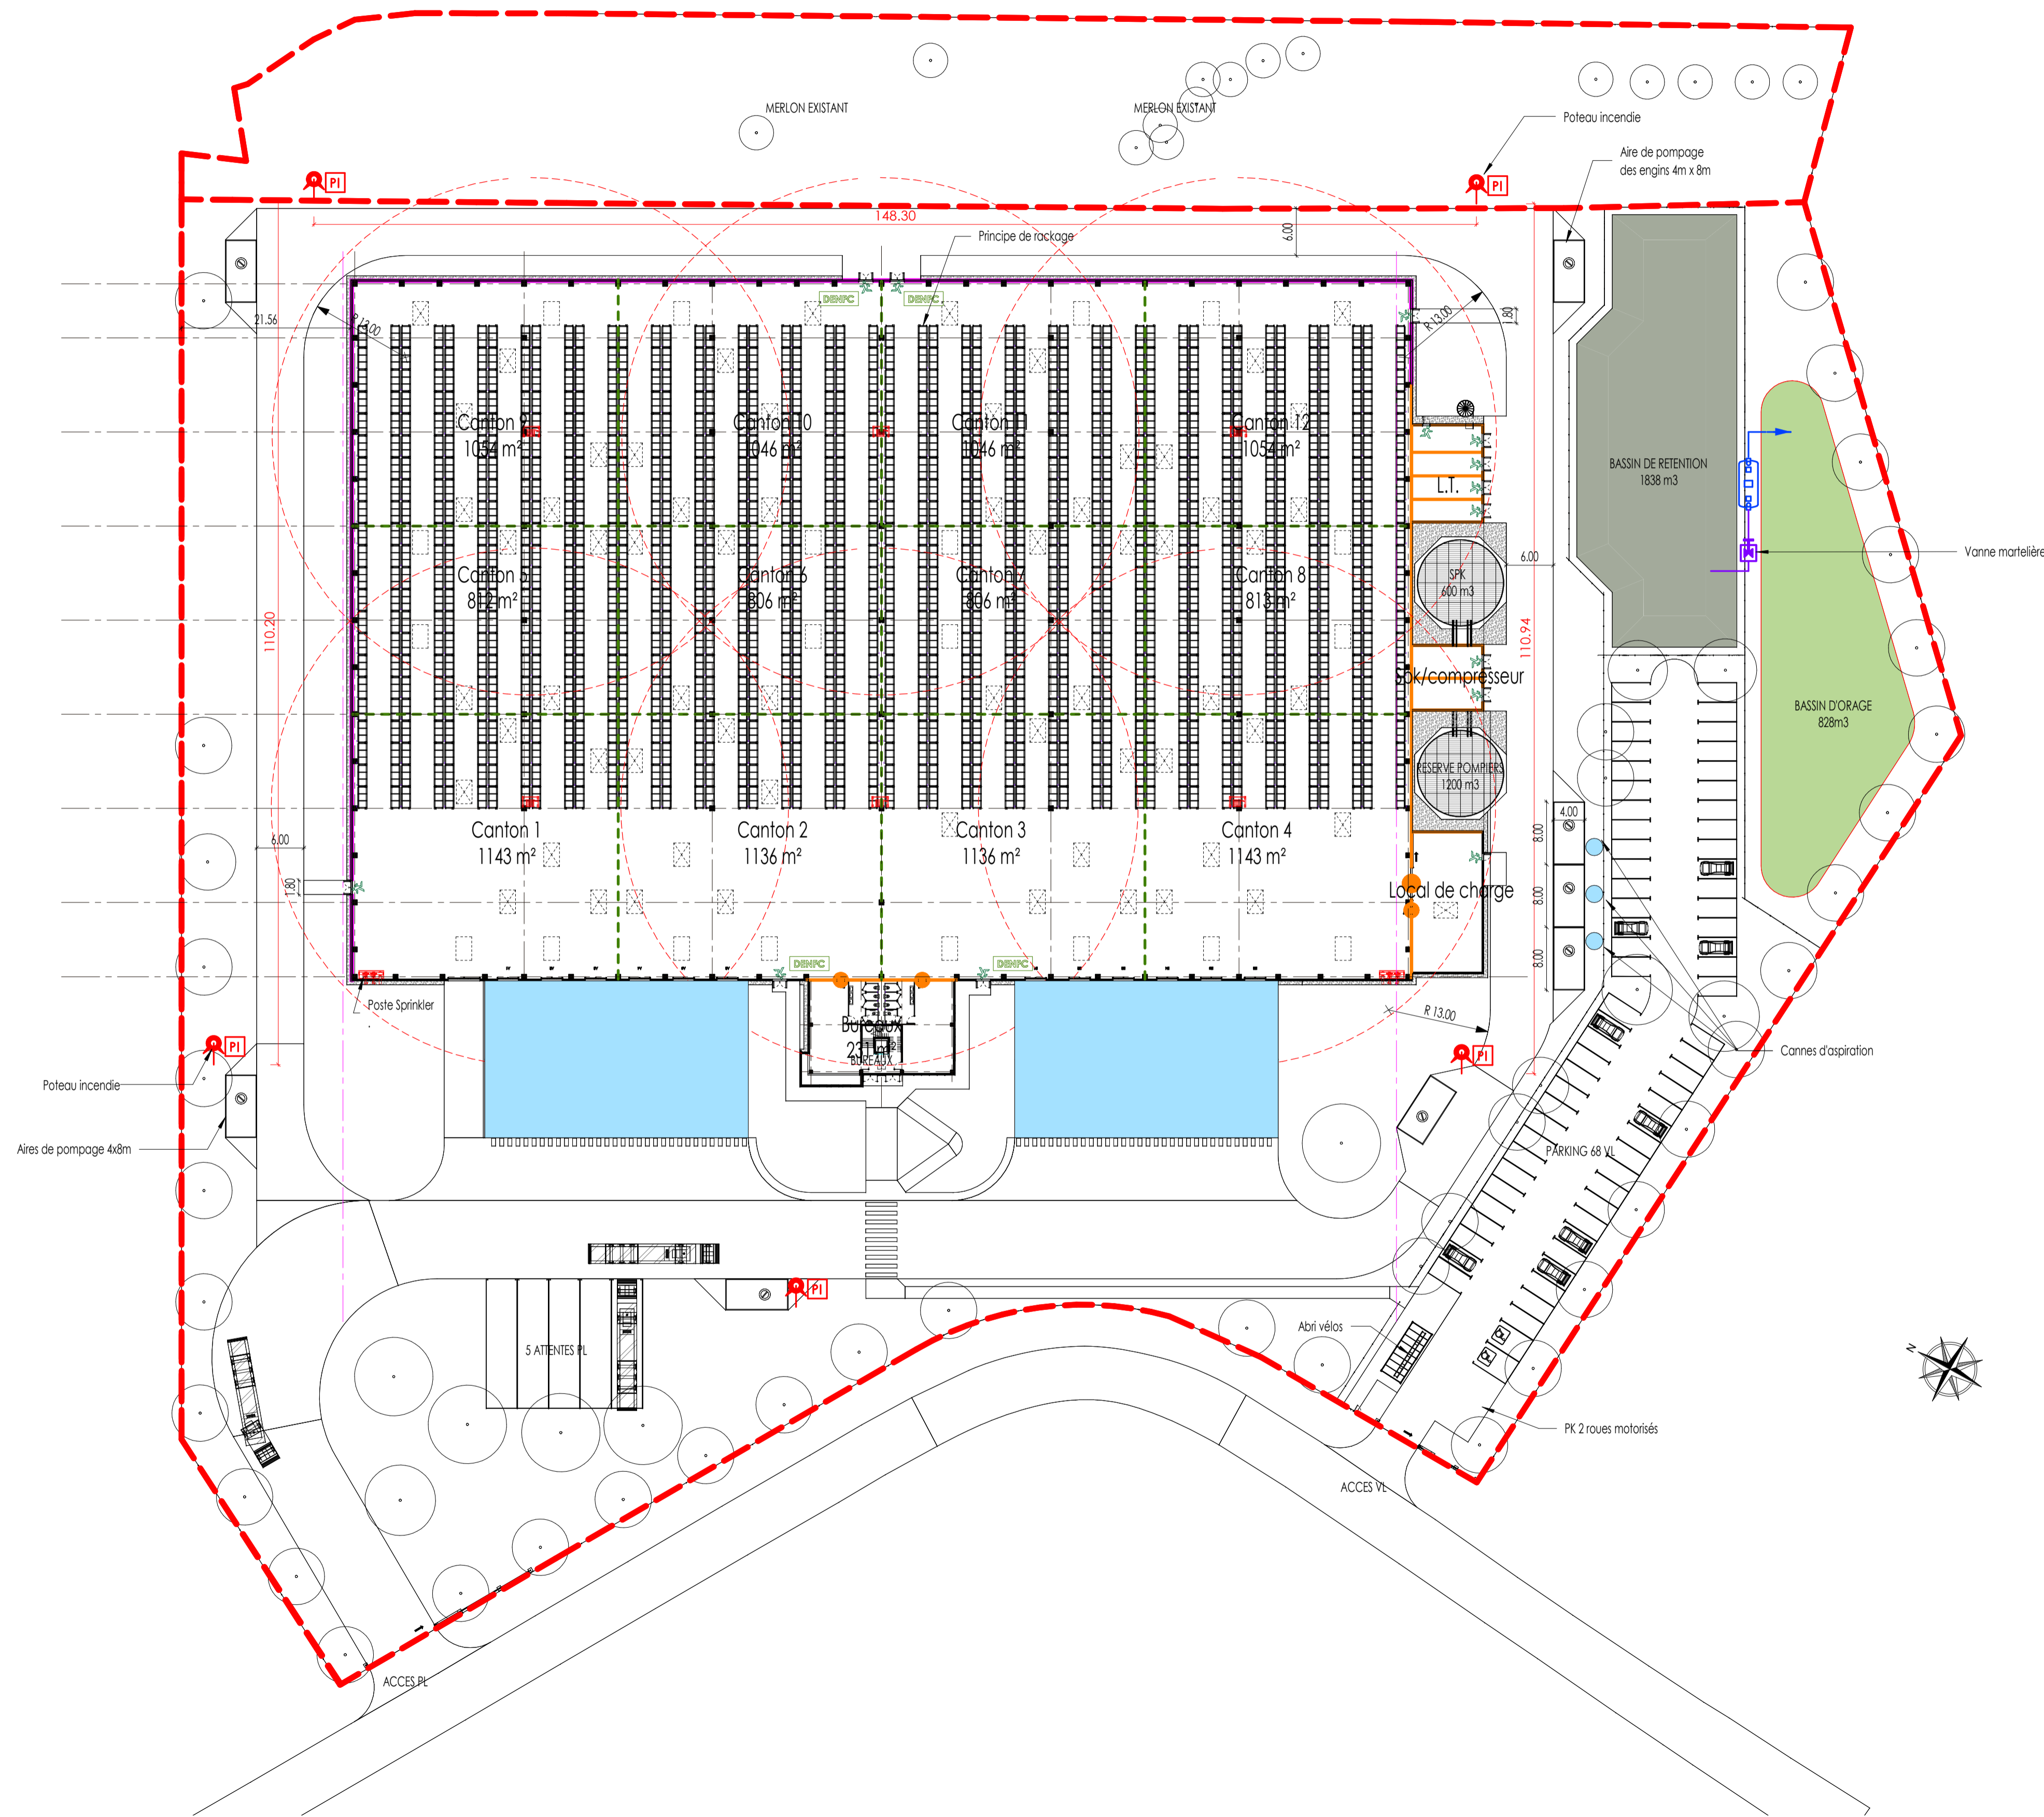 MERLON EXISTANT
MERLON EXISTANT
Poteau incendie
Aire de pompage
des engins 4m x 8m
PI
PI
148.30
6.00
Principe de rackage
DENFC
DENFC
21.56
R 13.00
R 13.00
1.80
Canton 9
1054 m²
Canton 10
1046 m²
Canton 11
1046 m²
Canton 12
1054 m²
BASSIN DE RETENTION
1838 m3
L.T.
Vanne martelière
6.00
Canton 5
812 m²
Canton 6
806 m²
Canton 7
806 m²
Canton 8
813 m²
SPK
600 m3
110.20
110.94
Spk/compresseur
BASSIN D'ORAGE
828m3
RESERVE POMPIERS
1200 m3
Canton 1
1143 m²
Canton 2
1136 m²
Canton 3
1136 m²
Canton 4
1143 m²
4.00
8.00
8.00
8.00
6.00
1.80
Local de charge
DENFC
DENFC
Poste Sprinkler
R 13.00
Bureaux
231 m²
BUREAUX
PI
PI
Poteau incendie
Cannes d'aspiration
Aires de pompage 4x8m
PARKING 68 VL
PI
5 ATTENTES PL
Abri vélos
N
PK 2 roues motorisés
ACCES VL
ACCES PL